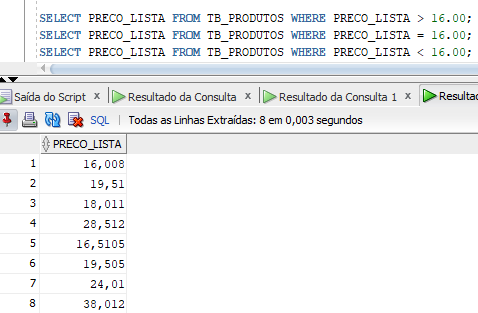 SELECT PRECO_LISTA FROM TB_PRODUTOS WHERE PRECO_LISTA > 16.00;
SELECT PRECO_LISTA FROM TB_PRODUTOS WHERE PRECO_LISTA = 16.00;
SELECT PRECO_LISTA FROM TB_PRODUTOS WHERE PRECO_LISTA < 16.00;
Saída do Script × Resultado da Consulta × Resultado da Consulta 1 × Resultad
SQL | Todas as Linhas Extraídas: 8 em 0,003 segundos
PRECO_LISTA
1 16,008
2 19,51
3 18,011
4 28,512
5 16,5105
6 19,505
7 24,01
8 38,012